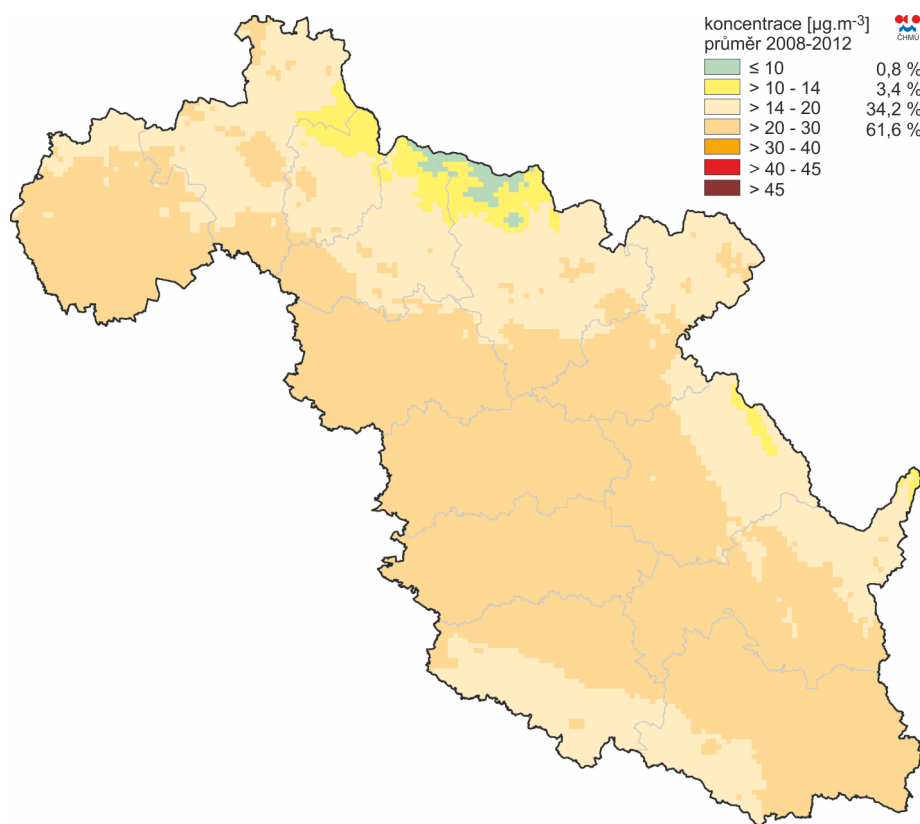 koncentrace [µg.m-3]
průměr 2008-2012
ČHMÚ
≤ 10 0,8 %
> 10 - 14 3,4 %
> 14 - 20 34,2 %
> 20 - 30 61,6 %
> 30 - 40
> 40 - 45
> 45